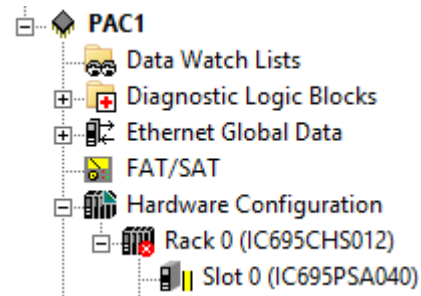 PAC1
Data Watch Lists
Diagnostic Logic Blocks
Ethernet Global Data
FAT/SAT
Hardware Configuration
Rack 0 (IC695CHS012)
Slot 0 (IC695PSA040)